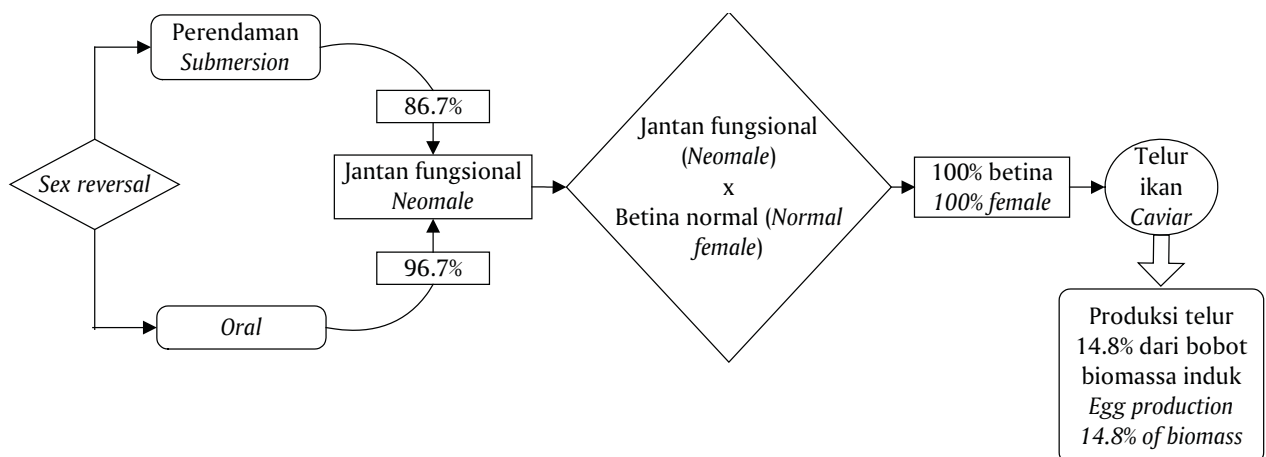 Perendaman
Submersion
86.7%
Sex reversal
Jantan fungsional
Neomale
96.7%
Oral
Jantan fungsional
(Neomale)
x
Betina normal (Normal
female)
100% betina
100% female
Telur
ikan
Caviar
Produksi telur
14.8% dari bobot
biomassa induk
Egg production
14.8% of biomass